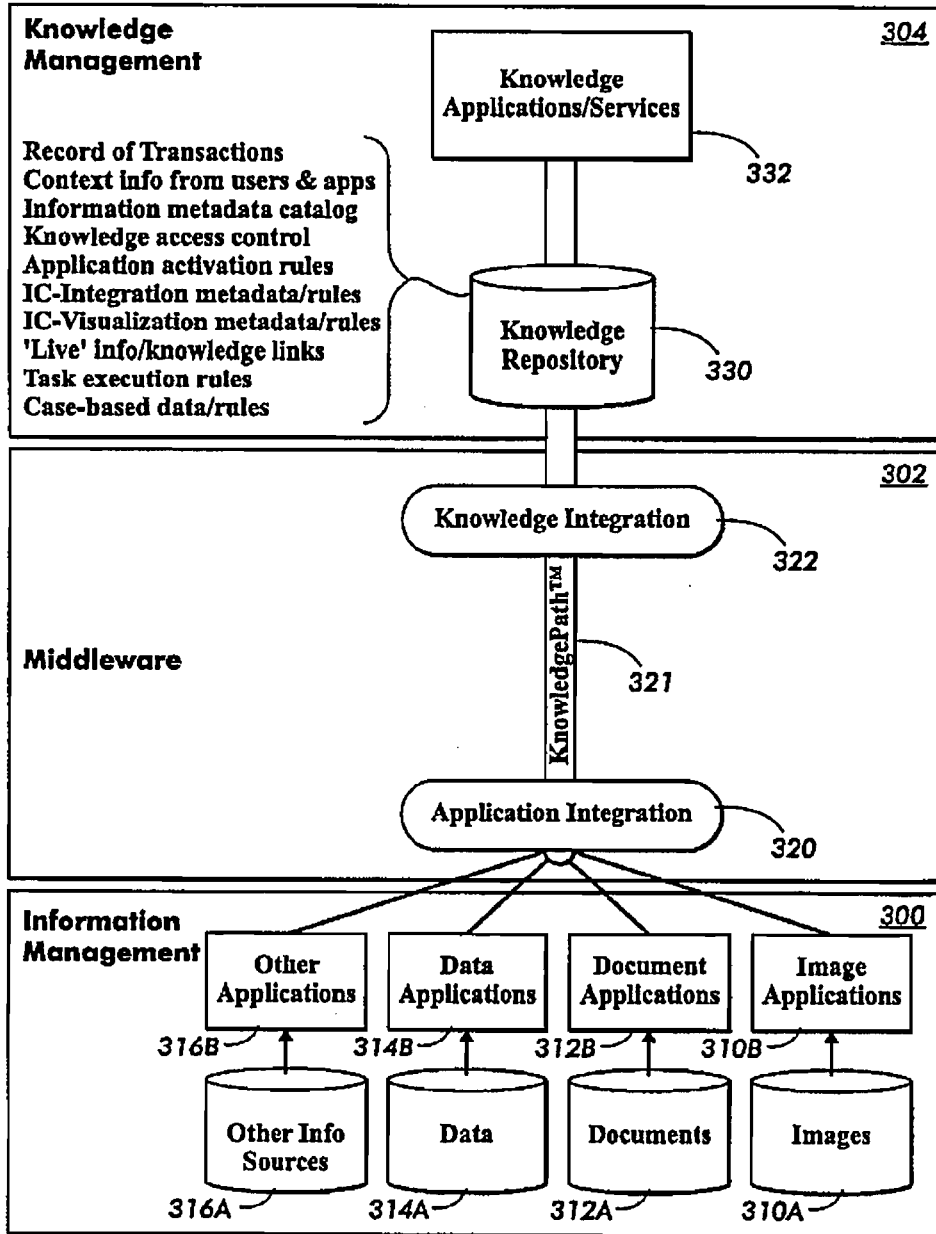 Knowledge
Management
304
Knowledge
Applications/Services
332
Record of Transactions
Context info from users & apps
Information metadata catalog
Knowledge access control
Application activation rules
IC-Integration metadata/rules
IC-Visualization metadata/rules
'Live' info/knowledge links
Task execution rules
Case-based data/rules
Knowledge
Repository
330
302
Knowledge Integration
322
Middleware
KnowledgePath™
321
Application Integration
320
Information
Management
300
Other
Applications
316B
Data
Applications
314B
Document
Applications
312B
Image
Applications
310B
Other Info
Sources
316A
Data
314A
Documents
312A
Images
310A